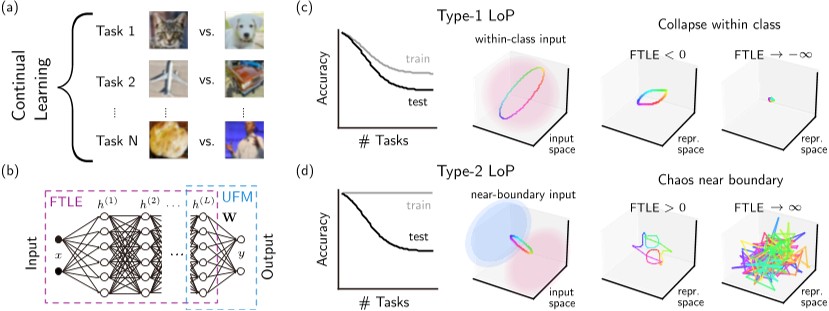 (a)
Continual
Learning
Task 1
vs.
Task 2
vs.
Task N
vs.
(b)
FTLE
UFM
h^(1)
h^(2)
...
h^(L)
W
Input
x
...
y
Output
(c)
Type-1 LoP
Accuracy
train
test
# Tasks
within-class input
input
space
Collapse within class
FTLE < 0
repr.
space
FTLE → −∞
repr.
space
(d)
Type-2 LoP
Accuracy
train
test
# Tasks
near-boundary input
input
space
Chaos near boundary
FTLE > 0
repr.
space
FTLE → ∞
repr.
space